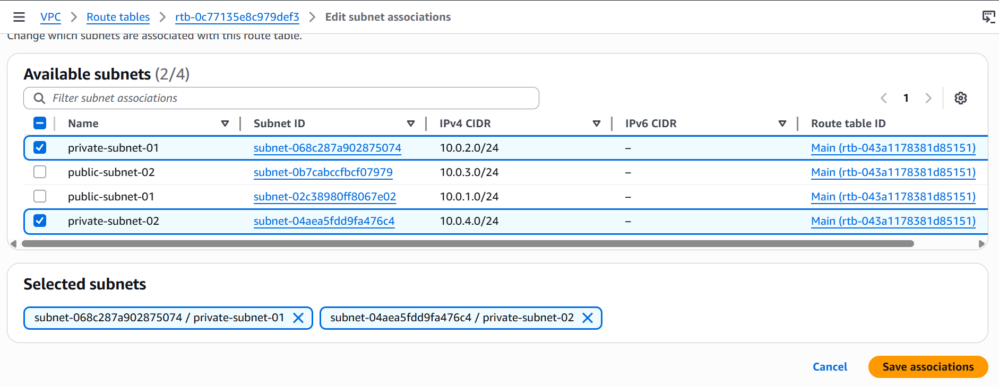 VPC > Route tables > rtb-0c77135e8c979def3 > Edit subnet associations
Change which subnets are associated with this route table.
Available subnets (2/4)
Filter subnet associations
1
Name Subnet ID IPv4 CIDR IPv6 CIDR Route table ID
private-subnet-01 subnet-068c287a902875074 10.0.2.0/24 – Main (rtb-043a1178381d85151)
public-subnet-02 subnet-0b7cabccfbcf07979 10.0.3.0/24 – Main (rtb-043a1178381d85151)
public-subnet-01 subnet-02c38980ff8067e02 10.0.1.0/24 – Main (rtb-043a1178381d85151)
private-subnet-02 subnet-04aea5fdd9fa476c4 10.0.4.0/24 – Main (rtb-043a1178381d85151)
Selected subnets
subnet-068c287a902875074 / private-subnet-01 subnet-04aea5fdd9fa476c4 / private-subnet-02
Cancel Save associations